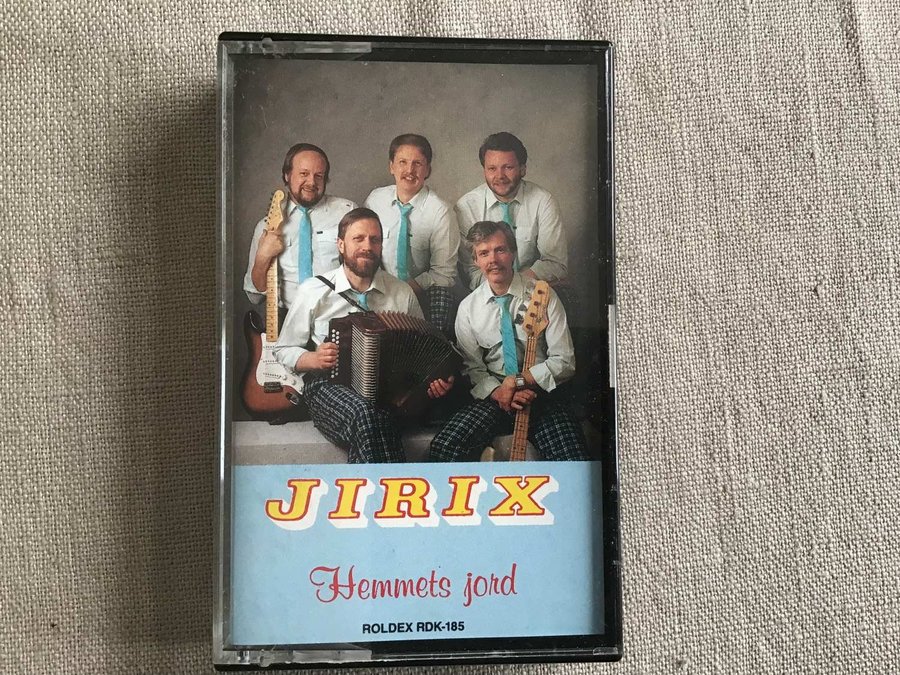 JIRIX
Hemmets jord
ROLDEX RDK-185